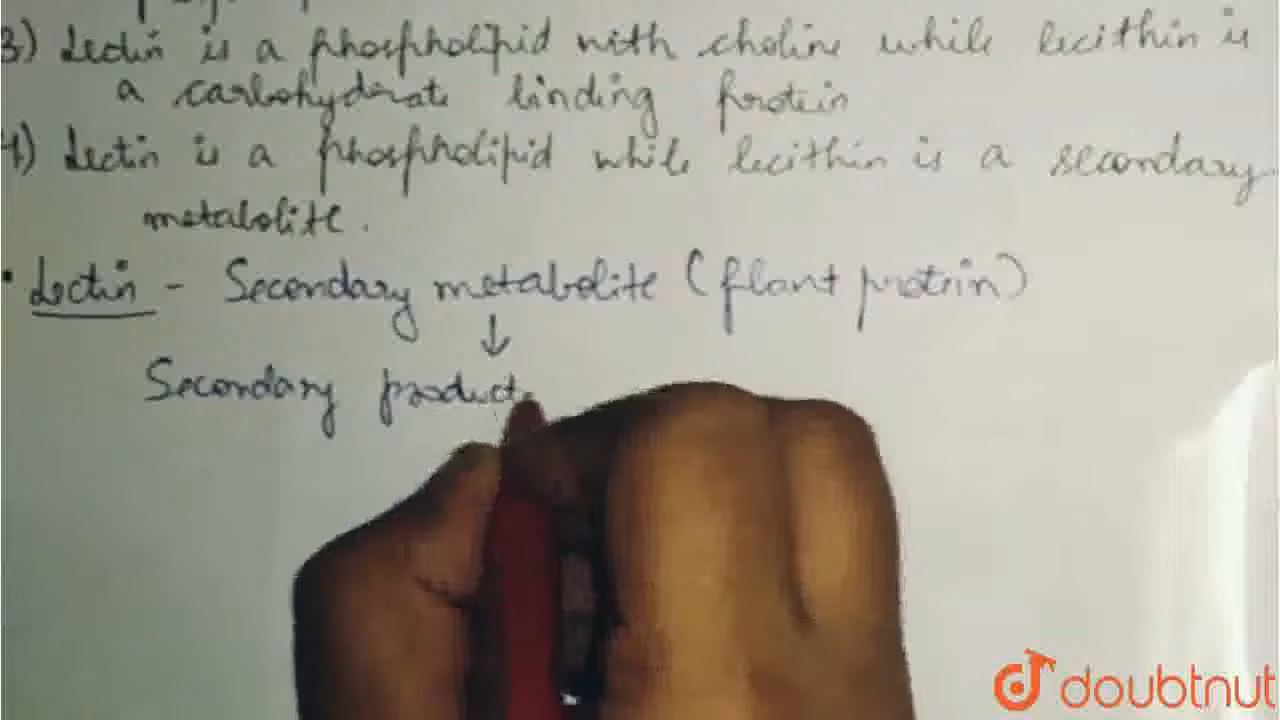 3) Lectin is a phospholipid with choline while lecithin is
a carbohydrate binding protein
4) Lectin is a phospholipid while lecithin is a secondary
metabolite.
• Lectin - Secondary metabolite (plant protein)
↓
Secondary product
doubtnut